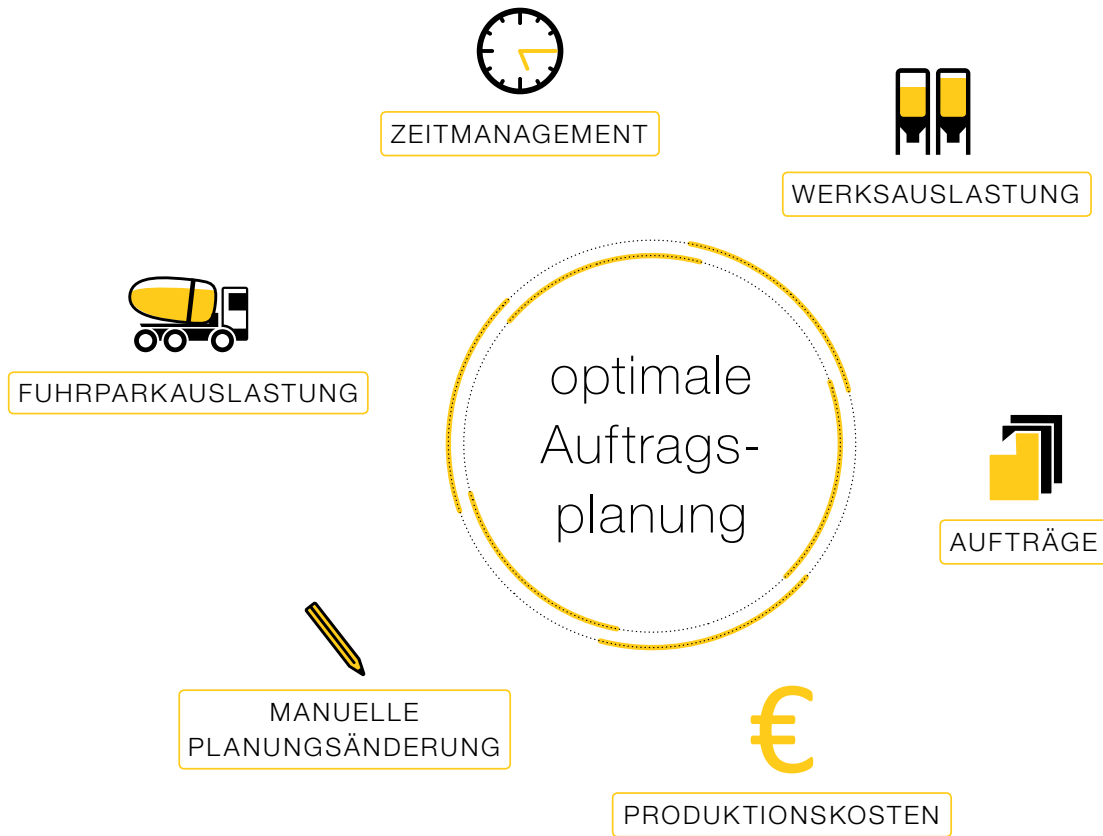 ZEITMANAGEMENT
WERKSAUSLASTUNG
FUHRPARKAUSLASTUNG
optimale
Auftrags-
planung
AUFTRÄGE
MANUELLE
PLANUNGSÄNDERUNG
€
PRODUKTIONSKOSTEN